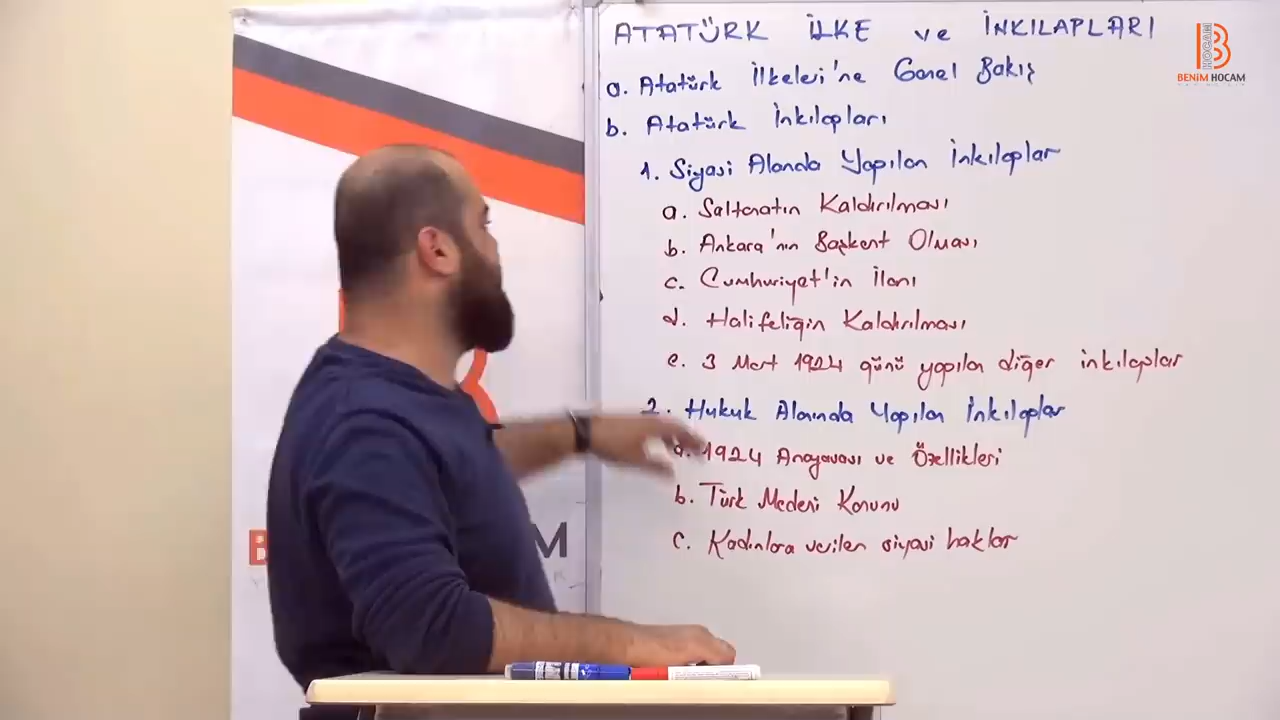 ATATÜRK İLKE ve İNKILAPLARI
a. Atatürk İlkeleri'ne Genel Bakış
b. Atatürk İnkılapları
1. Siyasi Alanda Yapılan İnkılaplar
a. Saltanatın Kaldırılması
b. Ankara'nın Başkent Olması
c. Cumhuriyet'in İlanı
d. Halifeliğin Kaldırılması
e. 3 Mart 1924 günü yapılan diğer inkılaplar
2. Hukuk Alanında Yapılan İnkılaplar
a. 1924 Anayasası ve Özellikleri
b. Türk Medeni Kanunu
c. Kadınlara verilen siyasi haklar
B HOCAM
BENİM HOCAM
B
M